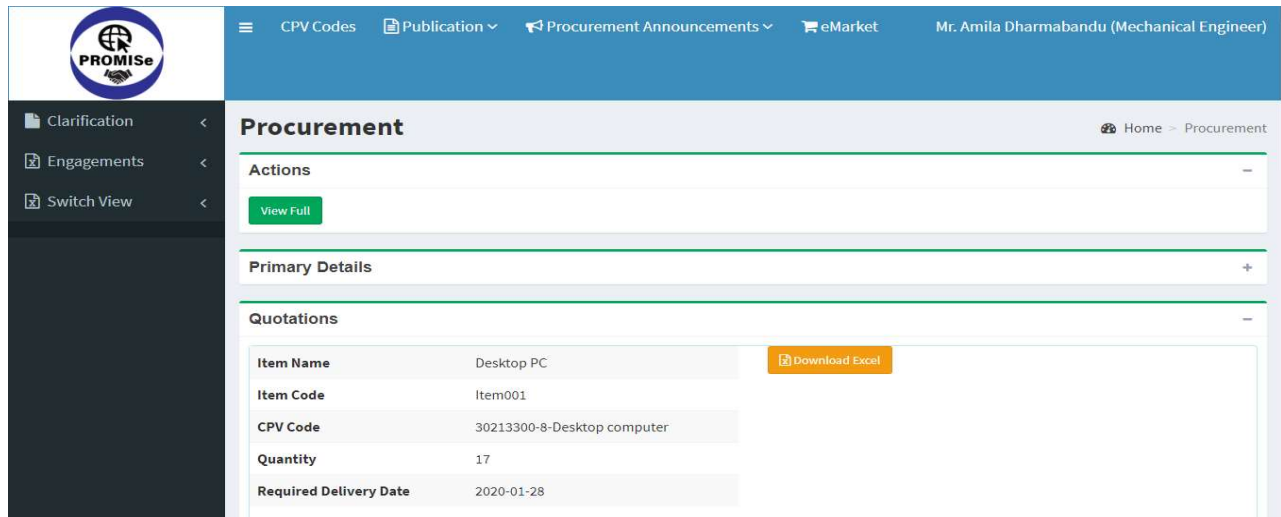 PROMISe
CPV Codes Publication Procurement Announcements eMarket Mr. Amila Dharmabandu (Mechanical Engineer)
Clarification
Engagements
Switch View
Procurement
Home > Procurement
Actions
View Full
Primary Details
Quotations
Item Name Desktop PC
Download Excel
Item Code Item001
CPV Code 30213300-8-Desktop computer
Quantity 17
Required Delivery Date 2020-01-28